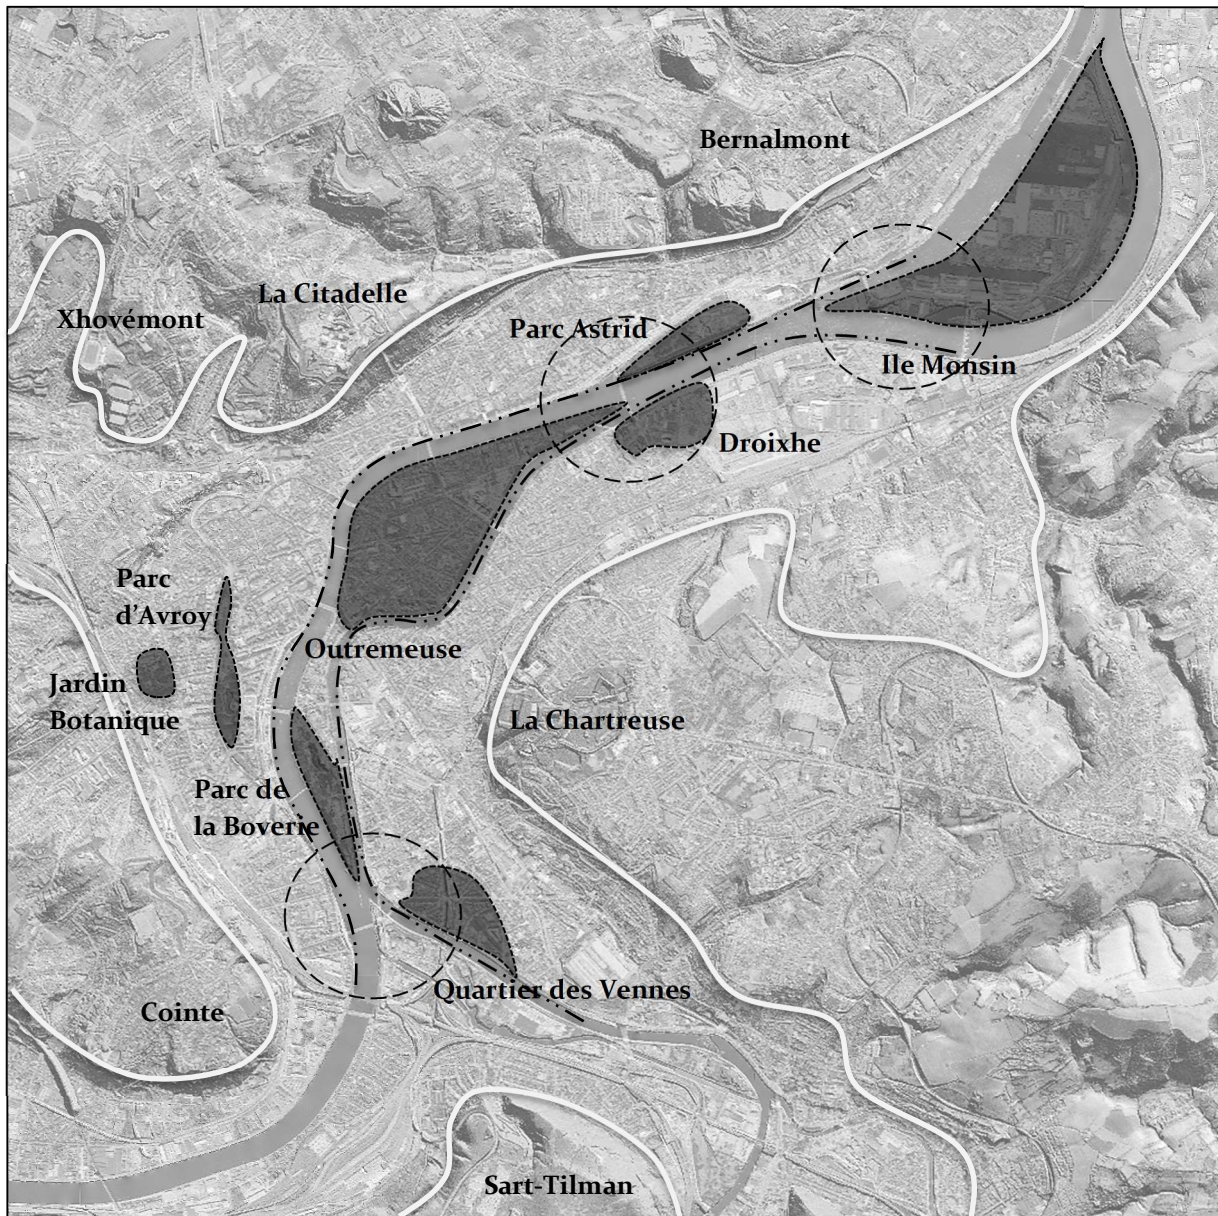 Bernalmont
La Citadelle
Xhovémont
Parc Astrid
Ile Monsin
Droixhe
Parc
d'Avroy
Outremeuse
Jardin
Botanique
La Chartreuse
Parc de
la Boverie
Quartier des Vennes
Cointe
Sart-Tilman